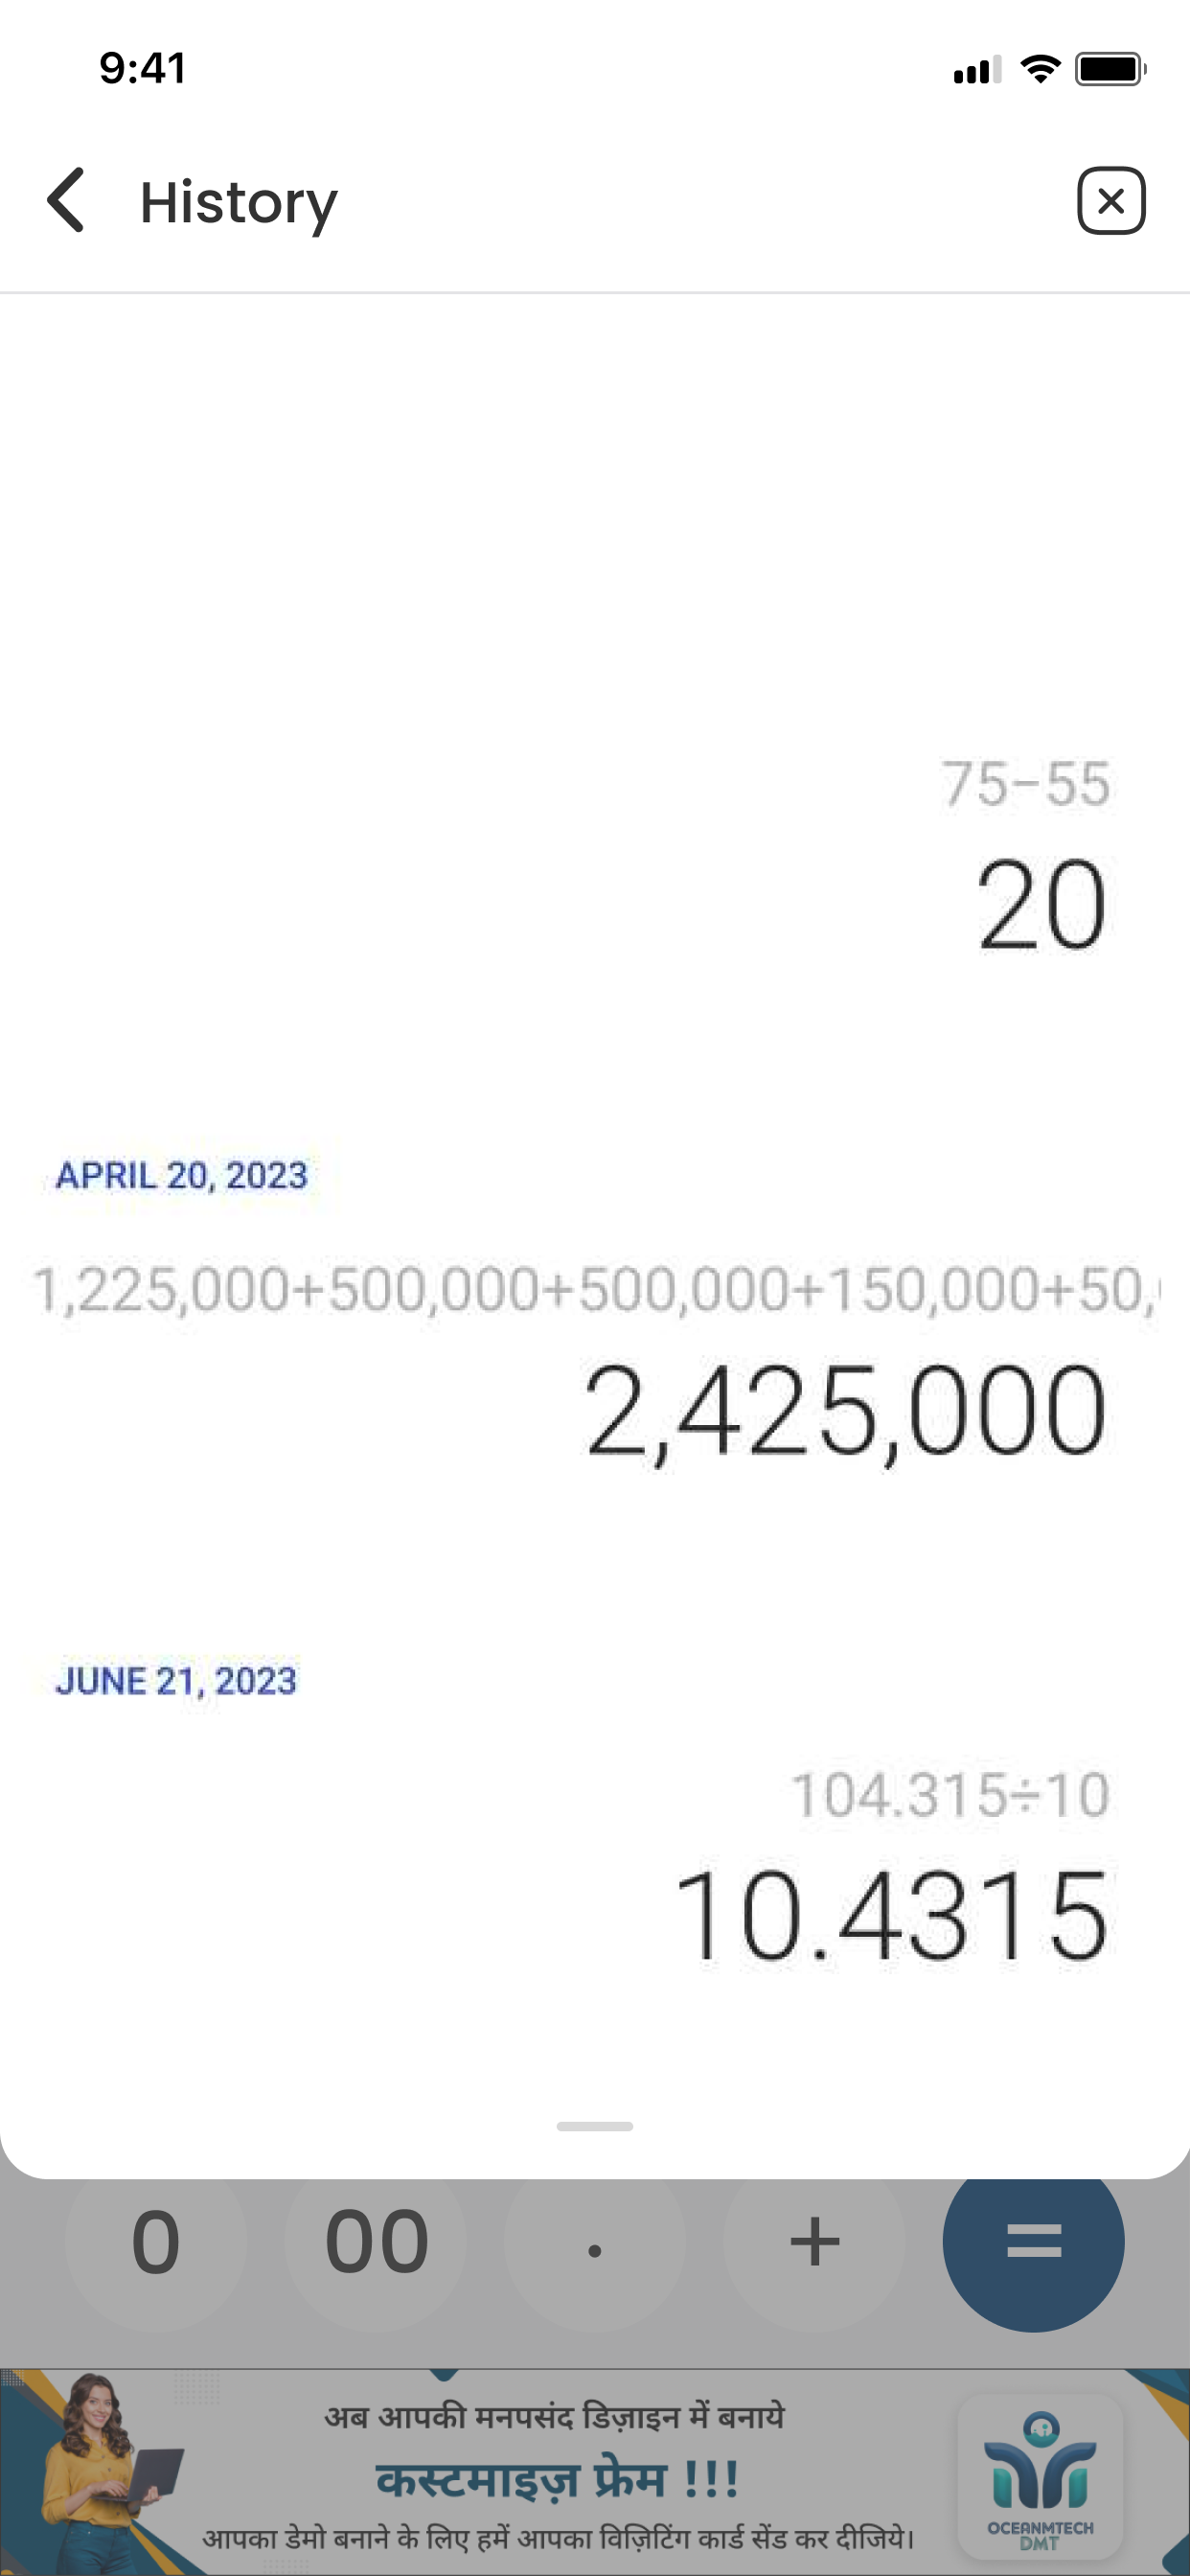 9:41
History
75−55
20
APRIL 20, 2023
1,225,000+500,000+500,000+150,000+50,
2,425,000
JUNE 21, 2023
104.315÷10
10.4315
0 00 . + =
अब आपकी मनपसंद डिज़ाइन में बनाये
कस्टमाइज़ फ्रेम !!!
आपका डेमो बनाने के लिए हमें आपका विज़िटिंग कार्ड सेंड कर दीजिये।
OCEANMTECH
DMT